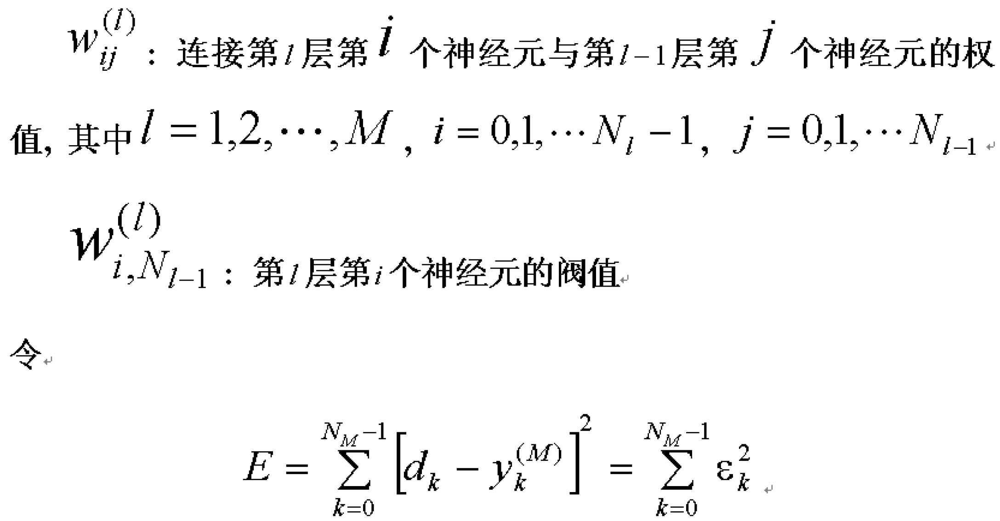 $w_{ij}^{(l)}$ : 连接第 $l$ 层第 $i$ 个神经元与第 $l-1$ 层第 $j$ 个神经元的权
值, 其中 $l = 1,2,\cdots,M$ , $i = 0,1,\cdots N_l - 1$, $j = 0,1,\cdots N_{l-1}$ ↵
$w_{i,N_{l-1}}^{(l)}$ : 第 $l$ 层第 $i$ 个神经元的阀值↵
令↵
$E = \sum_{k=0}^{N_M-1} \left[ d_k - y_k^{(M)} \right]^2 = \sum_{k=0}^{N_M-1} \varepsilon_k^2$ ↵